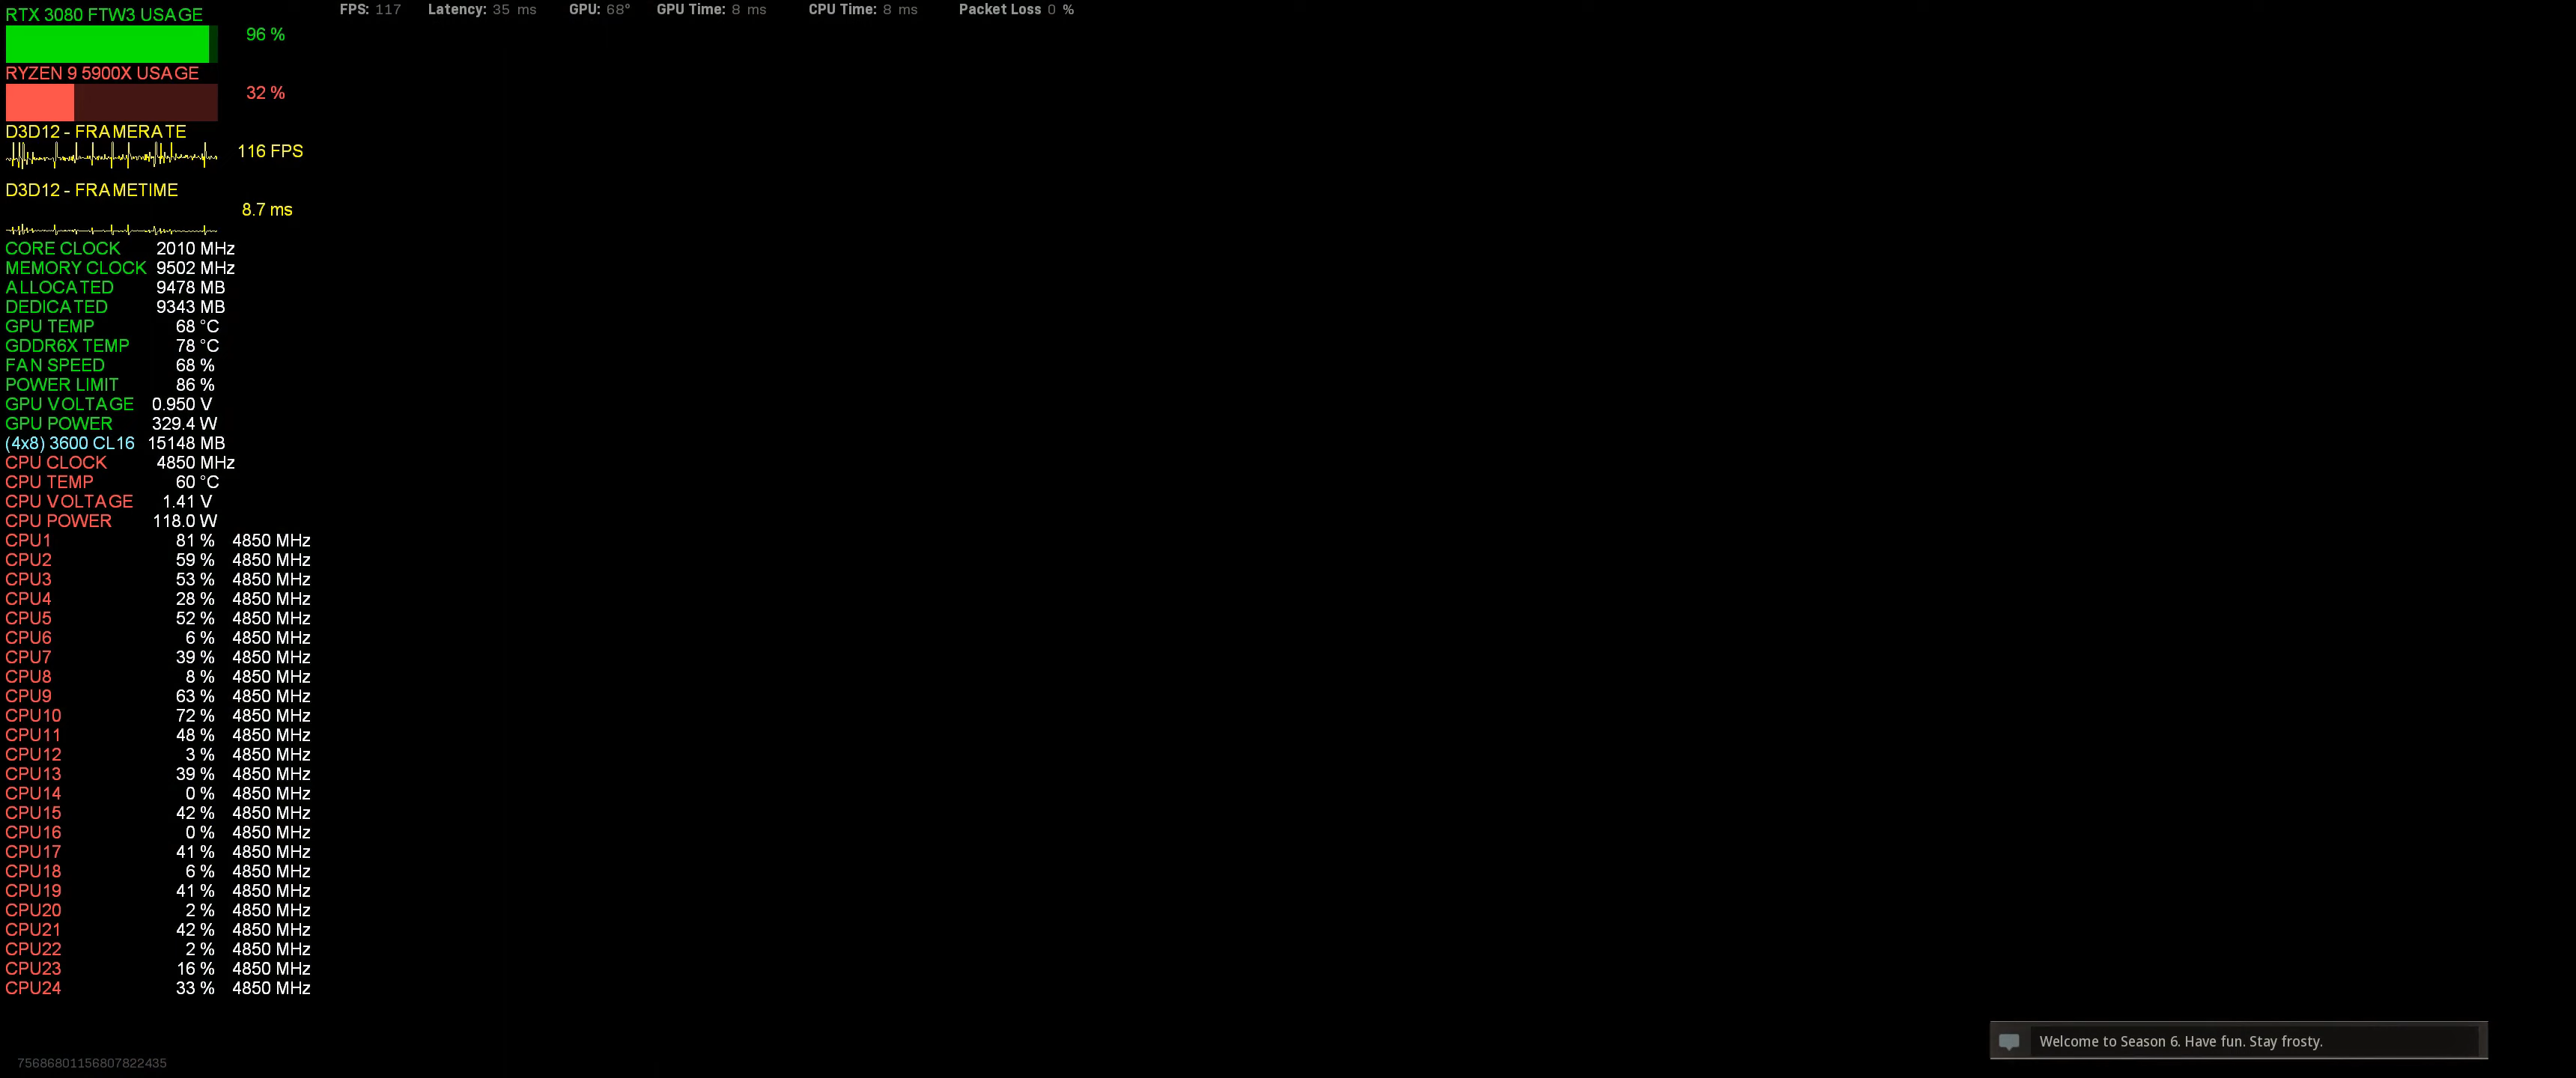 FPS: 117 Latency: 35 ms GPU: 68° GPU Time: 8 ms CPU Time: 8 ms Packet Loss 0 %
RTX 3080 FTW3 USAGE
96 %
RYZEN 9 5900X USAGE
32 %
D3D12 - FRAMERATE
116 FPS
D3D12 - FRAMETIME
8.7 ms
CORE CLOCK 2010 MHz
MEMORY CLOCK 9502 MHz
ALLOCATED 9478 MB
DEDICATED 9343 MB
GPU TEMP 68 °C
GDDR6X TEMP 78 °C
FAN SPEED 68 %
POWER LIMIT 86 %
GPU VOLTAGE 0.950 V
GPU POWER 329.4 W
(4x8) 3600 CL16 15148 MB
CPU CLOCK 4850 MHz
CPU TEMP 60 °C
CPU VOLTAGE 1.41 V
CPU POWER 118.0 W
CPU1 81 % 4850 MHz
CPU2 59 % 4850 MHz
CPU3 53 % 4850 MHz
CPU4 28 % 4850 MHz
CPU5 52 % 4850 MHz
CPU6 6 % 4850 MHz
CPU7 39 % 4850 MHz
CPU8 8 % 4850 MHz
CPU9 63 % 4850 MHz
CPU10 72 % 4850 MHz
CPU11 48 % 4850 MHz
CPU12 3 % 4850 MHz
CPU13 39 % 4850 MHz
CPU14 0 % 4850 MHz
CPU15 42 % 4850 MHz
CPU16 0 % 4850 MHz
CPU17 41 % 4850 MHz
CPU18 6 % 4850 MHz
CPU19 41 % 4850 MHz
CPU20 2 % 4850 MHz
CPU21 42 % 4850 MHz
CPU22 2 % 4850 MHz
CPU23 16 % 4850 MHz
CPU24 33 % 4850 MHz
Welcome to Season 6. Have fun. Stay frosty.
75686801156807822435